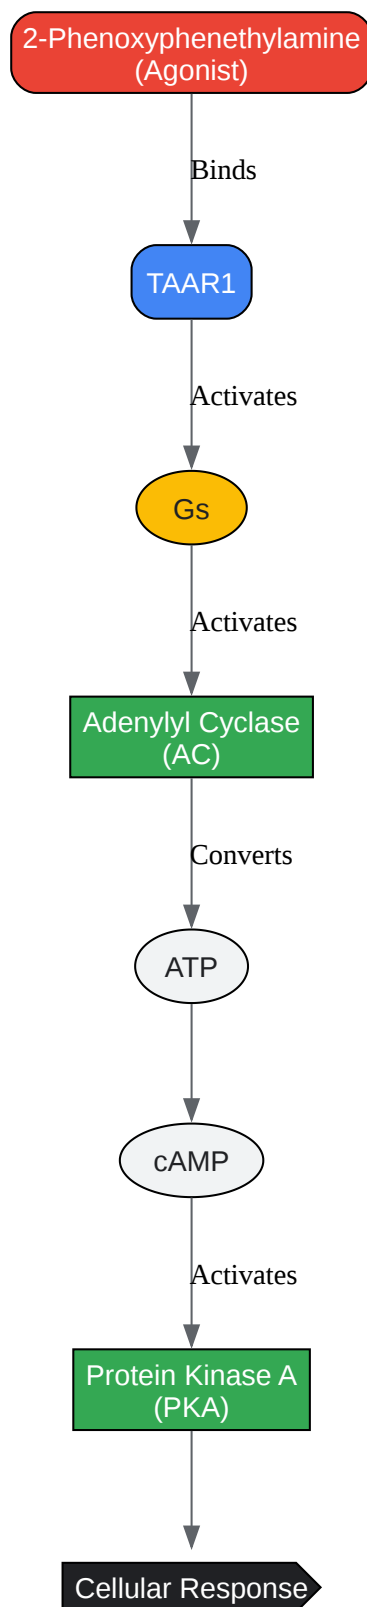 2-Phenoxyphenethylamine
(Agonist)
Binds
TAAR1
Activates
Gs
Activates
Adenylyl Cyclase
(AC)
Converts
ATP
cAMP
Activates
Protein Kinase A
(PKA)
Cellular Response